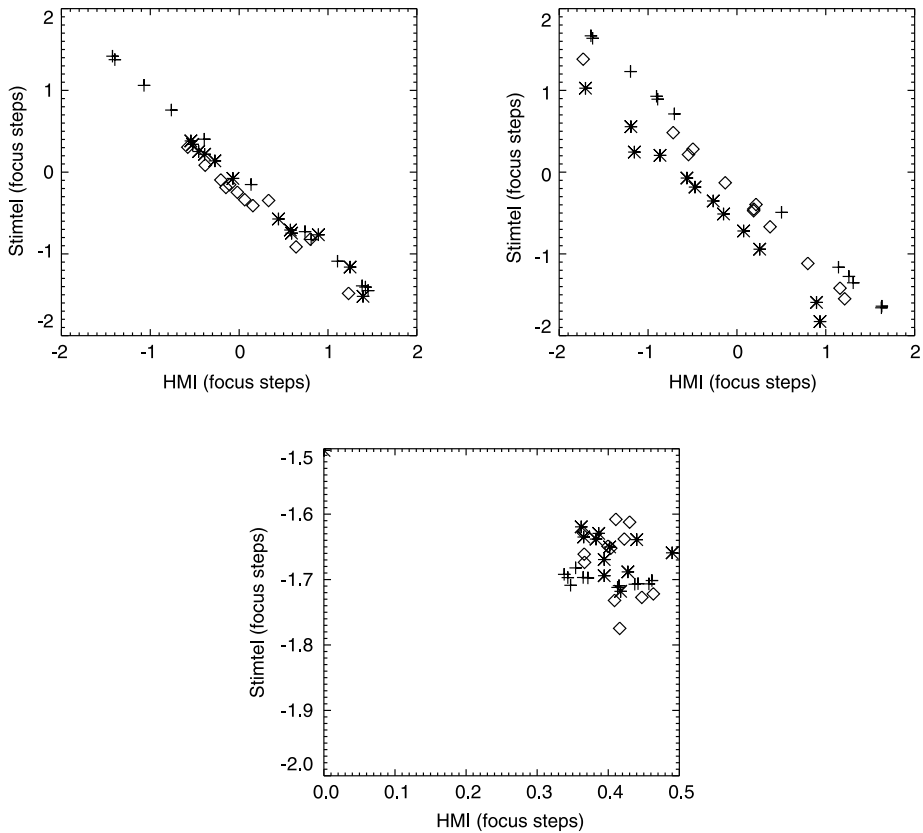 2
1
0
-1
-2
Stimtel (focus steps)
-2 -1 0 1 2
HMI (focus steps)
2
1
0
-1
-2
Stimtel (focus steps)
-2 -1 0 1 2
HMI (focus steps)
-1.5
-1.6
-1.7
-1.8
-1.9
-2.0
Stimtel (focus steps)
0.0 0.1 0.2 0.3 0.4 0.5
HMI (focus steps)